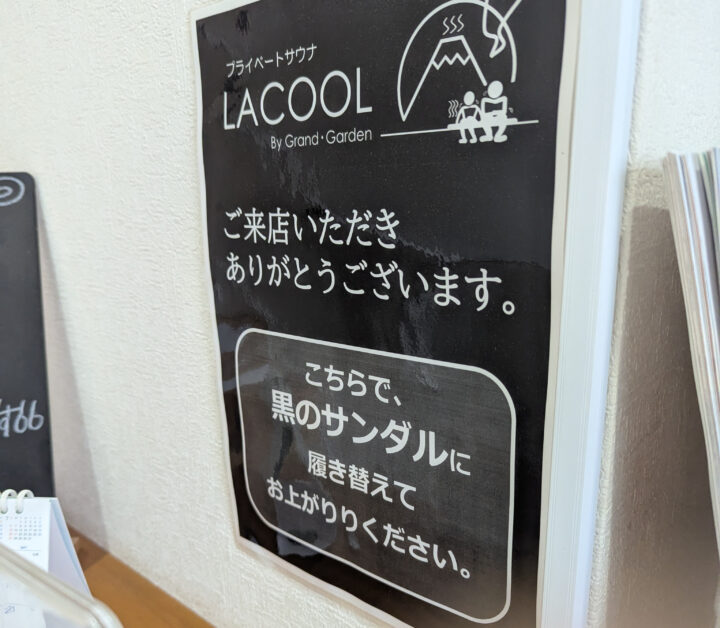 プライベートサウナ
LACOOL
By Grand・Garden
ご来店いただき
ありがとうございます。
こちらで、
黒のサンダルに
履き替えて
お上がりりください。